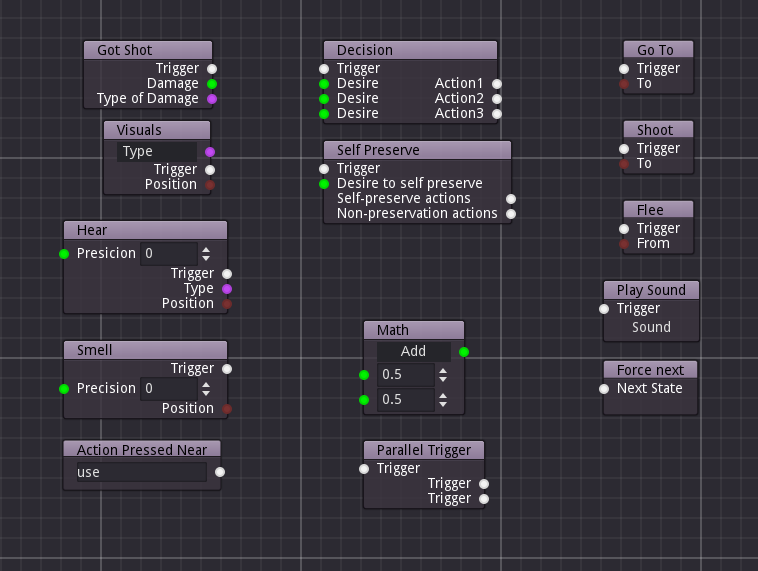 Got Shot
Trigger
Damage
Type of Damage
Visuals
Type
Trigger
Position
Hear
Presicion 0
Trigger
Type
Position
Smell
Trigger
Precision 0
Position
Action Pressed Near
use
Decision
Trigger
Desire Action1
Desire Action2
Desire Action3
Self Preserve
Trigger
Desire to self preserve
Self-preserve actions
Non-preservation actions
Math
Add
0.5
0.5
Parallel Trigger
Trigger
Trigger
Trigger
Go To
Trigger
To
Shoot
Trigger
To
Flee
Trigger
From
Play Sound
Trigger
Sound
Force next
Next State